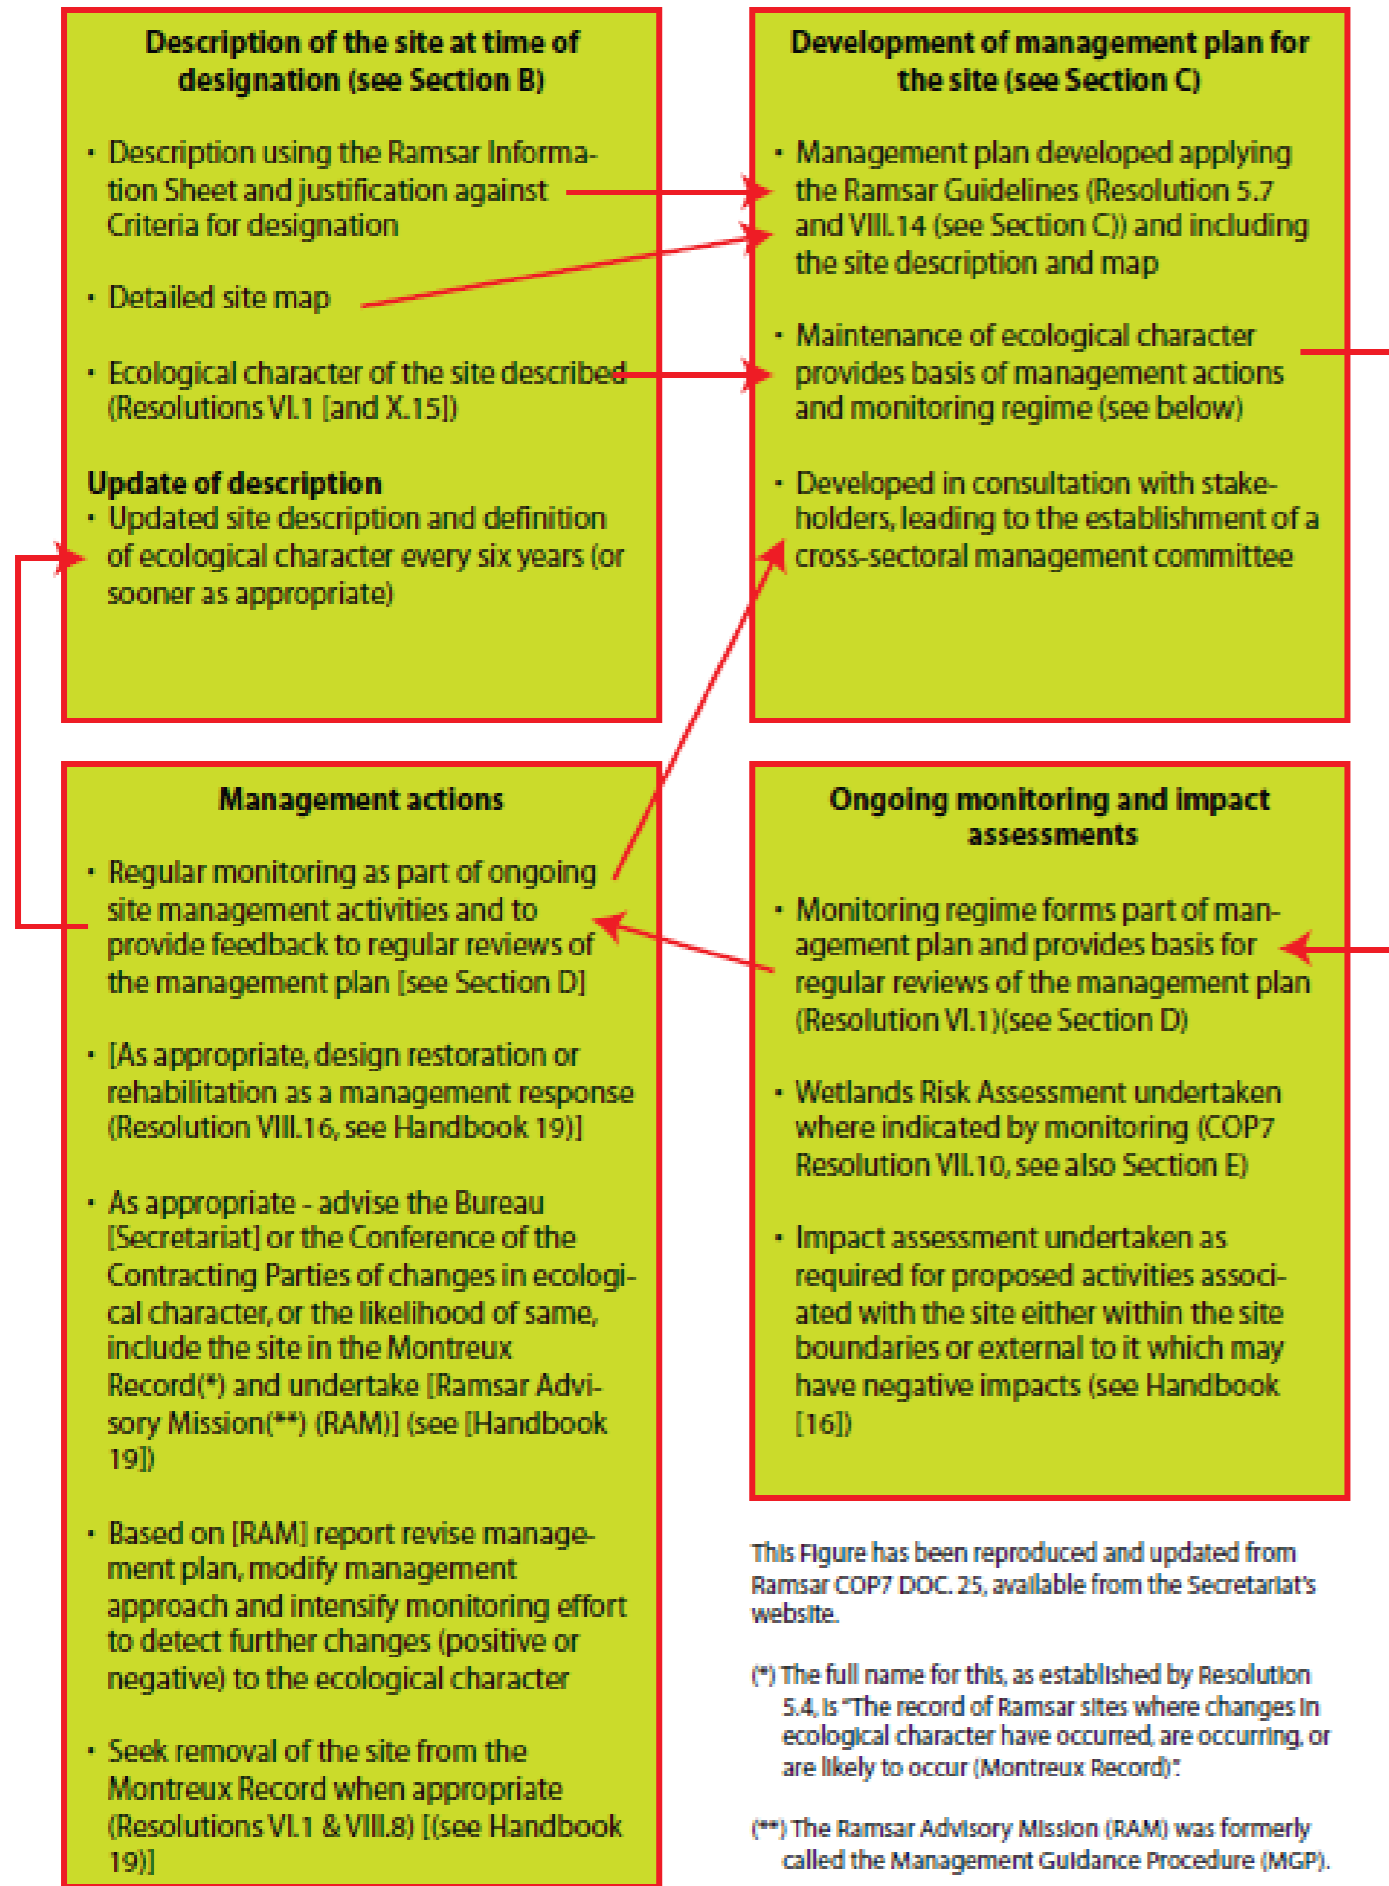 Description of the site at time of
designation (see Section B)
• Description using the Ramsar Informa-
tion Sheet and justification against
Criteria for designation
• Detailed site map
• Ecological character of the site described
(Resolutions VI.1 [and X.15])
Update of description
• Updated site description and definition
of ecological character every six years (or
sooner as appropriate)
Development of management plan for
the site (see Section C)
• Management plan developed applying
the Ramsar Guidelines (Resolution 5.7
and VIII.14 (see Section C)) and including
the site description and map
• Maintenance of ecological character
provides basis of management actions
and monitoring regime (see below)
• Developed in consultation with stake-
holders, leading to the establishment of a
cross-sectoral management committee
Management actions
• Regular monitoring as part of ongoing
site management activities and to
provide feedback to regular reviews of
the management plan [see Section D]
• [As appropriate, design restoration or
rehabilitation as a management response
(Resolution VIII.16, see Handbook 19)]
• As appropriate - advise the Bureau
[Secretariat] or the Conference of the
Contracting Parties of changes in ecologi-
cal character, or the likelihood of same,
include the site in the Montreux
Record(*) and undertake [Ramsar Advi-
sory Mission(**) (RAM)] (see [Handbook
19])
• Based on [RAM] report revise manage-
ment plan, modify management
approach and intensify monitoring effort
to detect further changes (positive or
negative) to the ecological character
• Seek removal of the site from the
Montreux Record when appropriate
(Resolutions VI.1 & VIII.8) [(see Handbook
19)]
Ongoing monitoring and impact
assessments
• Monitoring regime forms part of man-
agement plan and provides basis for
regular reviews of the management plan
(Resolution VI.1)(see Section D)
• Wetlands Risk Assessment undertaken
where indicated by monitoring (COP7
Resolution VII.10, see also Section E)
• Impact assessment undertaken as
required for proposed activities associ-
ated with the site either within the site
boundaries or external to it which may
have negative impacts (see Handbook
[16])
This Figure has been reproduced and updated from
Ramsar COP7 DOC. 25, available from the Secretariat's
website.
(*) The full name for this, as established by Resolution
5.4, is "The record of Ramsar sites where changes in
ecological character have occurred, are occurring, or
are likely to occur (Montreux Record)".
(**) The Ramsar Advisory Mission (RAM) was formerly
called the Management Guidance Procedure (MGP).